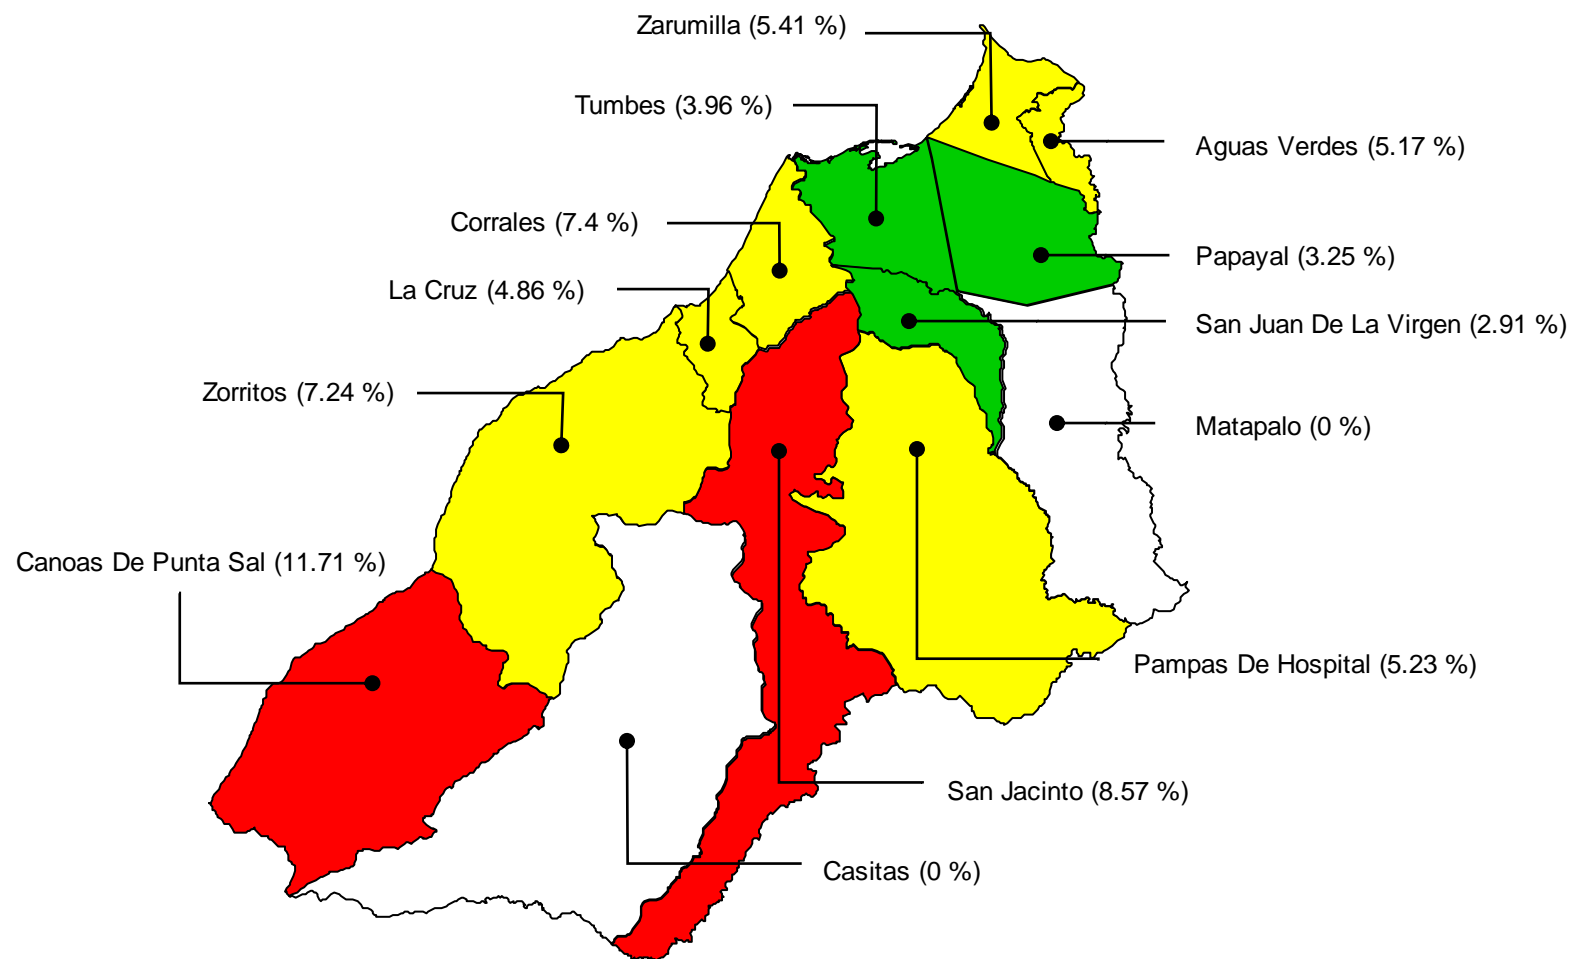 Zarumilla (5.41 %)
Tumbes (3.96 %)
Aguas Verdes (5.17 %)
Corrales (7.4 %)
Papayal (3.25 %)
La Cruz (4.86 %)
San Juan De La Virgen (2.91 %)
Zorritos (7.24 %)
Matapalo (0 %)
Canoas De Punta Sal (11.71 %)
Pampas De Hospital (5.23 %)
San Jacinto (8.57 %)
Casitas (0 %)